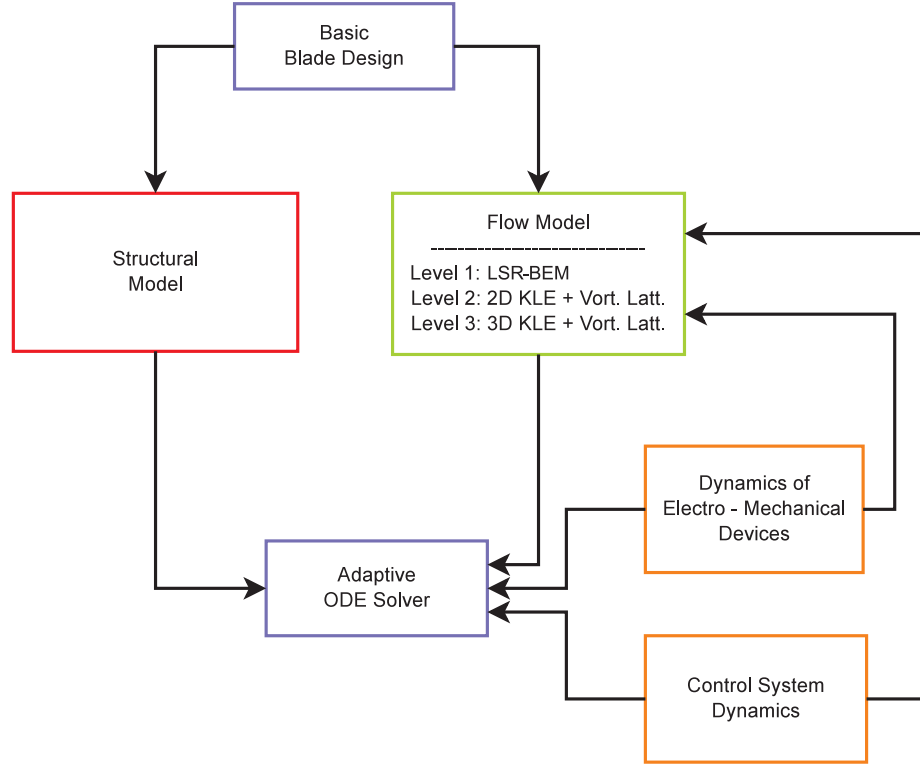 Basic
Blade Design
Structural
Model
Flow Model
Level 1: LSR-BEM
Level 2: 2D KLE + Vort. Latt.
Level 3: 3D KLE + Vort. Latt.
Dynamics of
Electro - Mechanical
Devices
Adaptive
ODE Solver
Control System
Dynamics